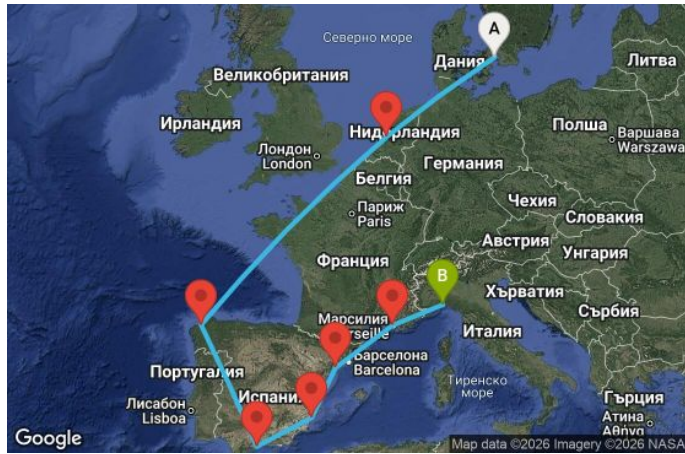 A
Северно море
Дания
Литва
Великобритания
Ирландия
Нидерландия
Полша
Варшава
Warszawa
Лондон
London
Белгия
Германия
Париж
Paris
Чехия
Словакия
Австрия
Унгария
Франция
B
Хърватия
Сърбия
Марсилия
Италия
Португалия
Барселона
Barcelona
Испания
Тиренско
море
Лисабон
Lisboa
Гърция
Атина
Αθήνα
Google
Map data ©2026 Imagery ©2026 NASA